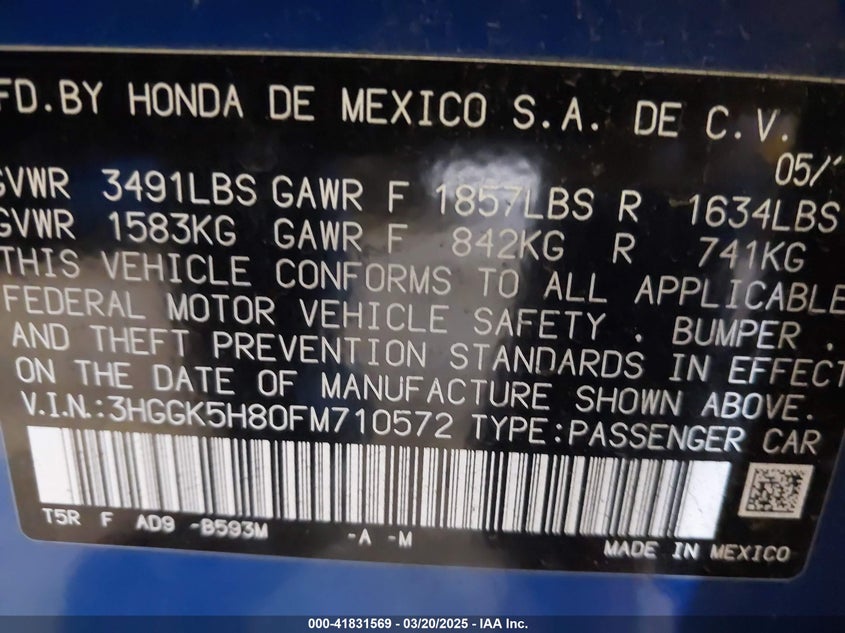 FD.BY HONDA DE MEXICO S.A. DE C.V.
05/
GVWR 3491LBS GAWR F 1857LBS R 1634LBS
GVWR 1583KG GAWR F 842KG R 741KG
THIS VEHICLE CONFORMS TO ALL APPLICABLE
FEDERAL MOTOR VEHICLE SAFETY . BUMPER .
AND THEFT PREVENTION STANDARDS IN EFFECT
ON THE DATE OF MANUFACTURE SHOWN ABOVE.
V.I.N.:3HGGK5H80FM710572 TYPE:PASSENGER CAR
T5R F AD9 -B593M -A -M
MADE IN MEXICO
000-41831569 - 03/20/2025 - IAA Inc.